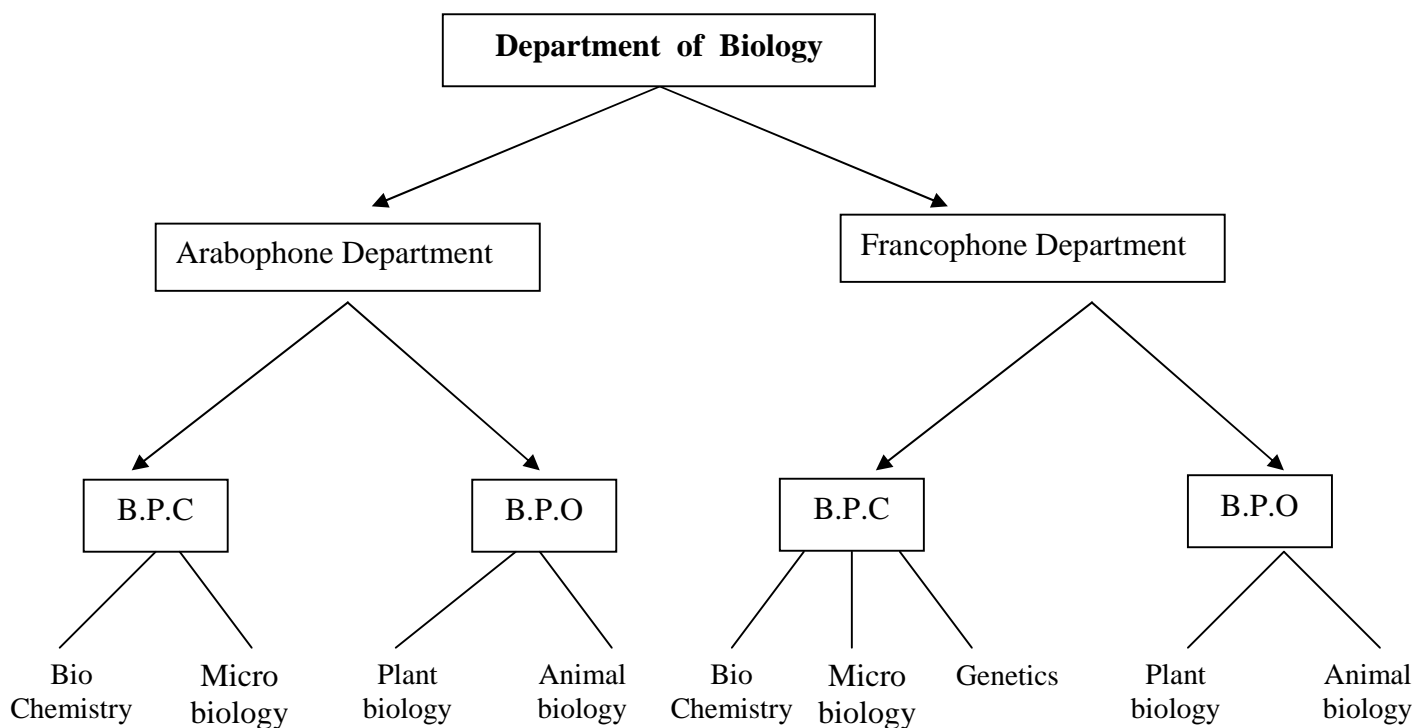 Department of Biology
Arabophone Department
Francophone Department
B.P.C
B.P.O
B.P.C
B.P.O
Bio
Chemistry
Micro
biology
Plant
biology
Animal
biology
Bio
Chemistry
Micro
biology
Genetics
Plant
biology
Animal
biology